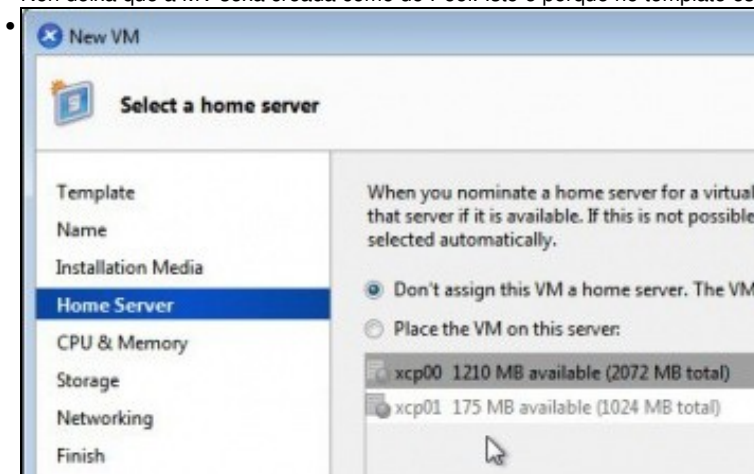 New VM
Select a home server
Template
Name
Installation Media
Home Server
CPU & Memory
Storage
Networking
Finish
When you nominate a home server for a virtual
that server if it is available. If this is not possible
selected automatically.
Don't assign this VM a home server. The VM
Place the VM on this server:
xcp00 1210 MB available (2072 MB total)
xcp01 175 MB available (1024 MB total)